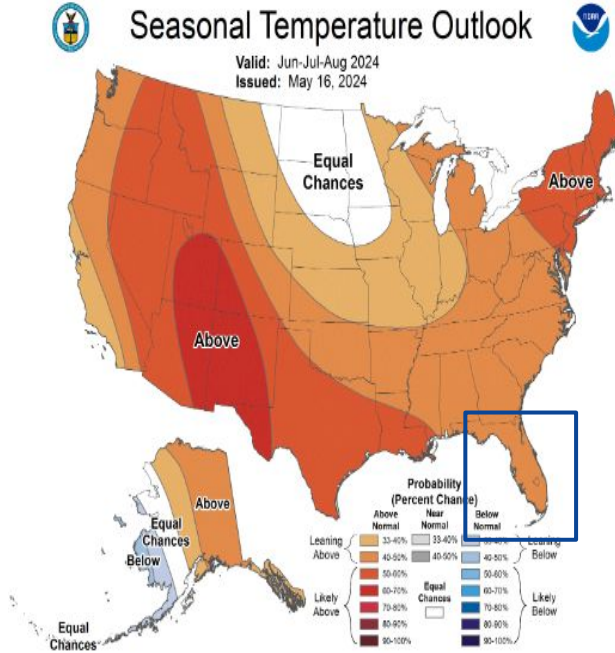 Seasonal Temperature Outlook
NOAA
Valid: Jun-Jul-Aug 2024
Issued: May 16, 2024
Equal
Chances
Above
Above
Above
Equal
Chances
Below
Equal
Chances
Probability
(Percent Chance)
Above
Normal
Near
Normal
Below
Normal
Leaning
Above
33-40%
33-40%
33-40%
Leaning
Below
40-50%
40-50%
40-50%
Likely
Above
50-60%
Equal
Chances
50-60%
Likely
Below
60-70%
60-70%
70-80%
70-80%
80-90%
80-90%
90-100%
90-100%